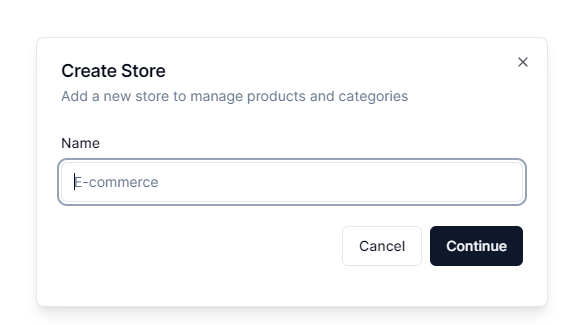 Create Store
Add a new store to manage products and categories
Name
E-commerce
Cancel Continue